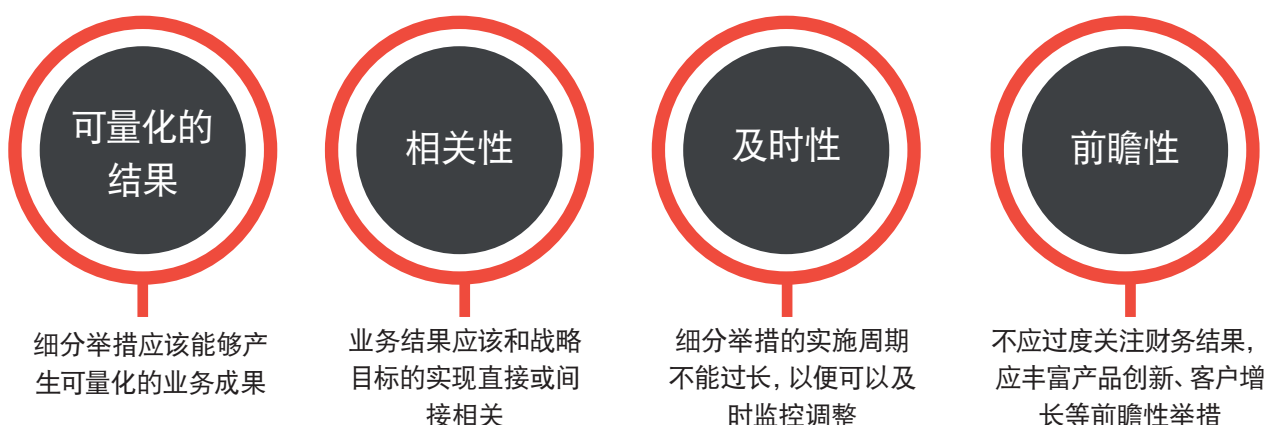 可量化的
结果
细分举措应该能够产
生可量化的业务成果
相关性
业务结果应该和战略
目标的实现直接或间
接相关
及时性
细分举措的实施周期
不能过长，以便可以及
时监控调整
前瞻性
不应过度关注财务结果，
应丰富产品创新、客户增
长等前瞻性举措